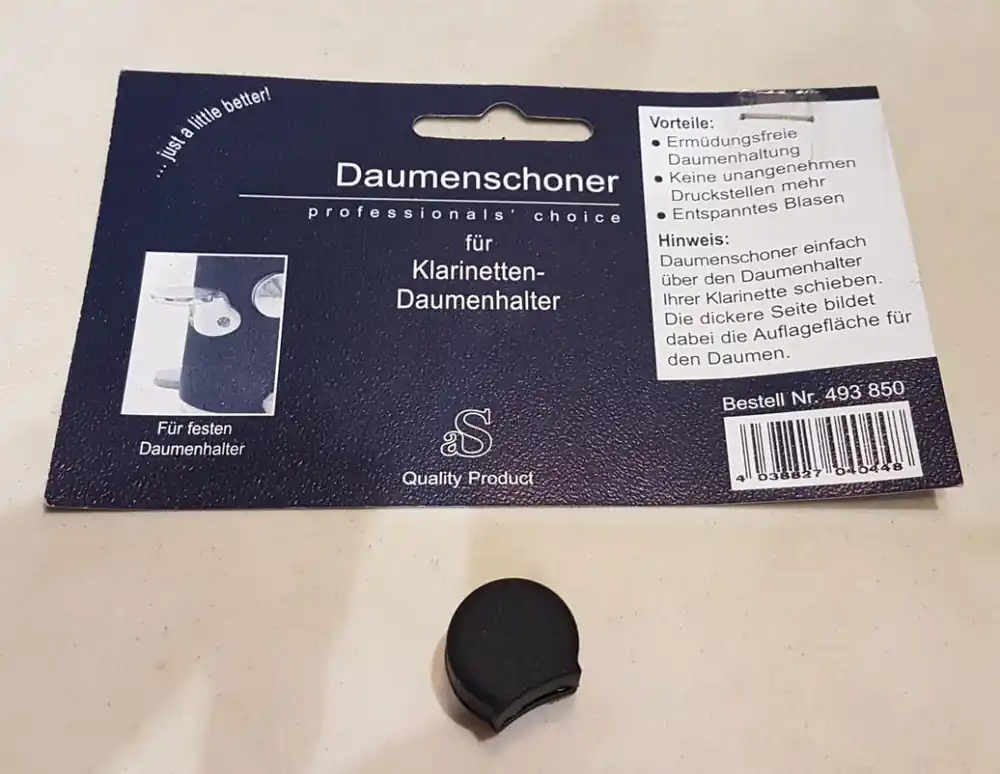 ... just a little better!
Daumenschoner
professionals' choice
für
Klarinetten-
Daumenhalter
Für festen
Daumenhalter
aS
Quality Product
Vorteile:
• Ermüdungsfreie
Daumenhaltung
• Keine unangenehmen
Druckstellen mehr
• Entspanntes Blasen
Hinweis:
Daumenschoner einfach
über den Daumenhalter
Ihrer Klarinette schieben.
Die dickere Seite bildet
dabei die Auflagefläche für
den Daumen.
Bestell Nr. 493 850
4 038827 040448